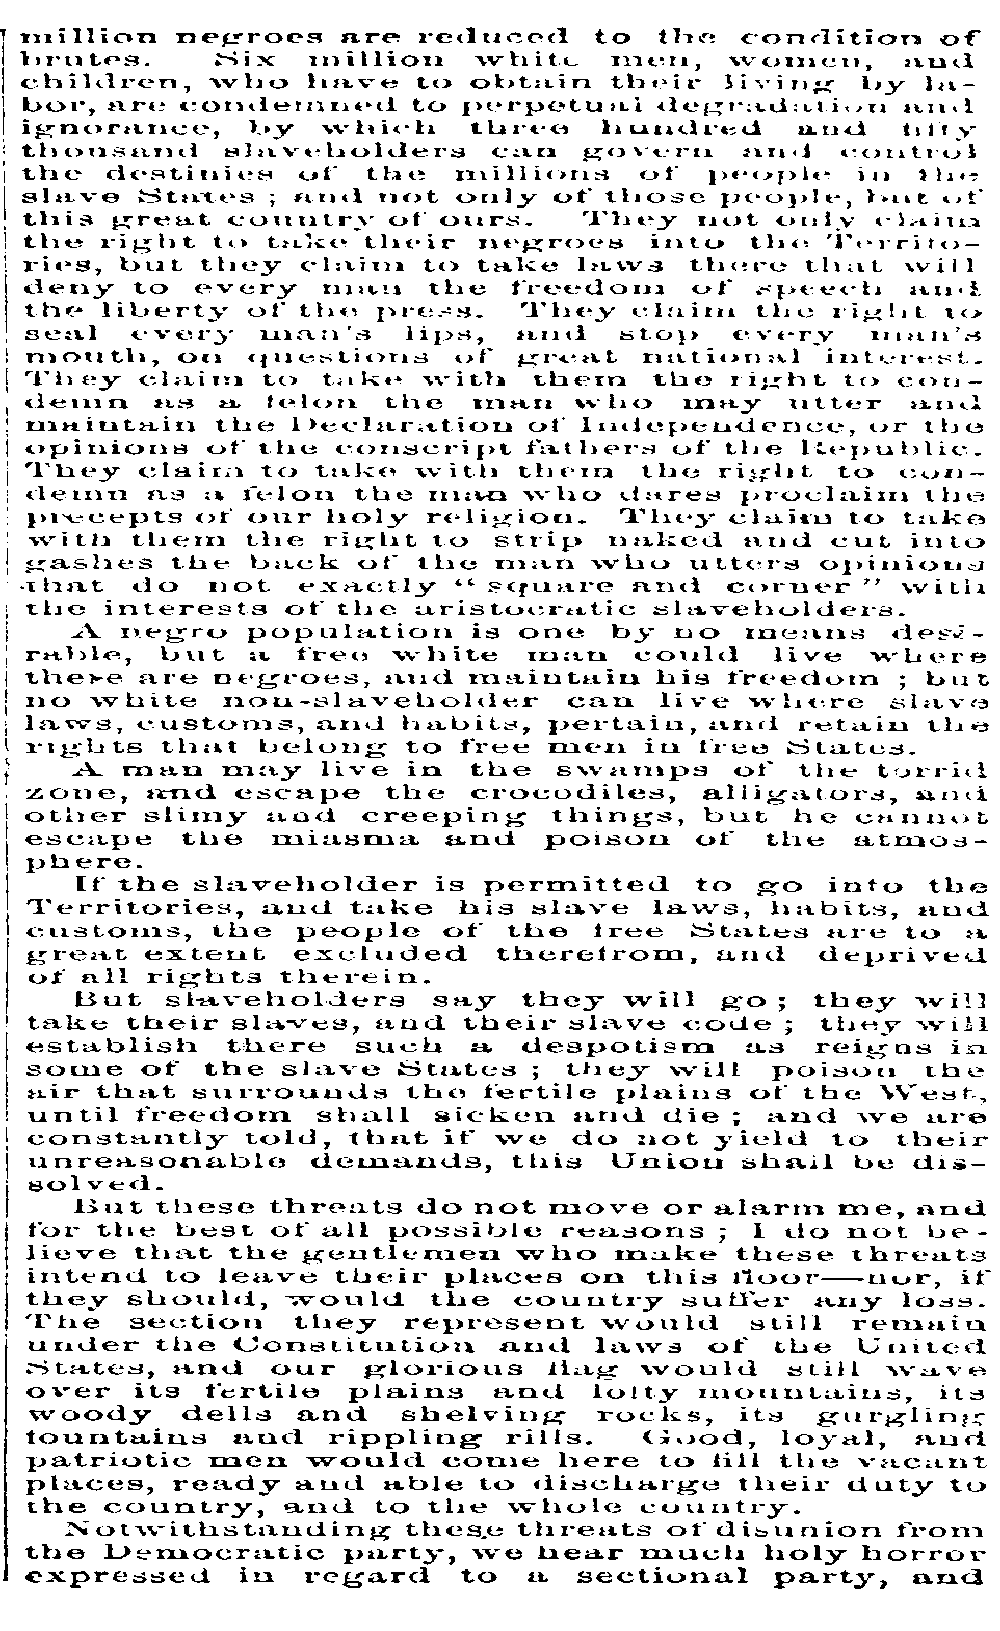 million negroes are reduced to the condition of
brutes. Six million white men, women, and
children, who have to obtain their living by la-
bor, are condemned to perpetual degradation and
ignorance, by which three hundred and fifty
thousand slaveholders can govern and control
the destinies of the millions of people in the
slave States; and not only of those people, but of
this great country of ours. They not only claim
the right to take their negroes into the Territo-
ries, but they claim to take laws there that will
deny to every man the freedom of speech and
the liberty of the press. They claim the right to
seal every man's lips, and stop every man's
mouth, on questions of great national interest.
They claim to take with them the right to con-
demn as a felon the man who may utter and
maintain the Declaration of Independence, or the
opinions of the conscript fathers of the Republic.
They claim to take with them the right to con-
demn as a felon the man who dares proclaim the
precepts of our holy religion. They claim to take
with them the right to strip naked and cut into
gashes the back of the man who utters opinions
that do not exactly "square and corner" with
the interests of the aristocratic slaveholders.
A negro population is one by no means desi-
rable, but a free white man could live where
there are negroes, and maintain his freedom; but
no white non-slaveholder can live where slave
laws, customs, and habits, pertain, and retain the
rights that belong to free men in free States.
A man may live in the swamps of the torrid
zone, and escape the crocodiles, alligators, and
other slimy and creeping things, but he cannot
escape the miasma and poison of the atmos-
phere.
If the slaveholder is permitted to go into the
Territories, and take his slave laws, habits, and
customs, the people of the free States are to a
great extent excluded therefrom, and deprived
of all rights therein.
But slaveholders say they will go; they will
take their slaves, and their slave code; they will
establish there such a despotism as reigns in
some of the slave States; they will poison the
air that surrounds the fertile plains of the West,
until freedom shall sicken and die; and we are
constantly told, that if we do not yield to their
unreasonable demands, this Union shall be dis-
solved.
But these threats do not move or alarm me, and
for the best of all possible reasons; I do not be-
lieve that the gentlemen who make these threats
intend to leave their places on this floor—nor, if
they should, would the country suffer any loss.
The section they represent would still remain
under the Constitution and laws of the United
States, and our glorious flag would still wave
over its fertile plains and lofty mountains, its
woody dells and shelving rocks, its gurgling
fountains and rippling rills. Good, loyal, and
patriotic men would come here to fill the vacant
places, ready and able to discharge their duty to
the country, and to the whole country.
Notwithstanding these threats of disunion from
the Democratic party, we hear much holy horror
expressed in regard to a sectional party, and